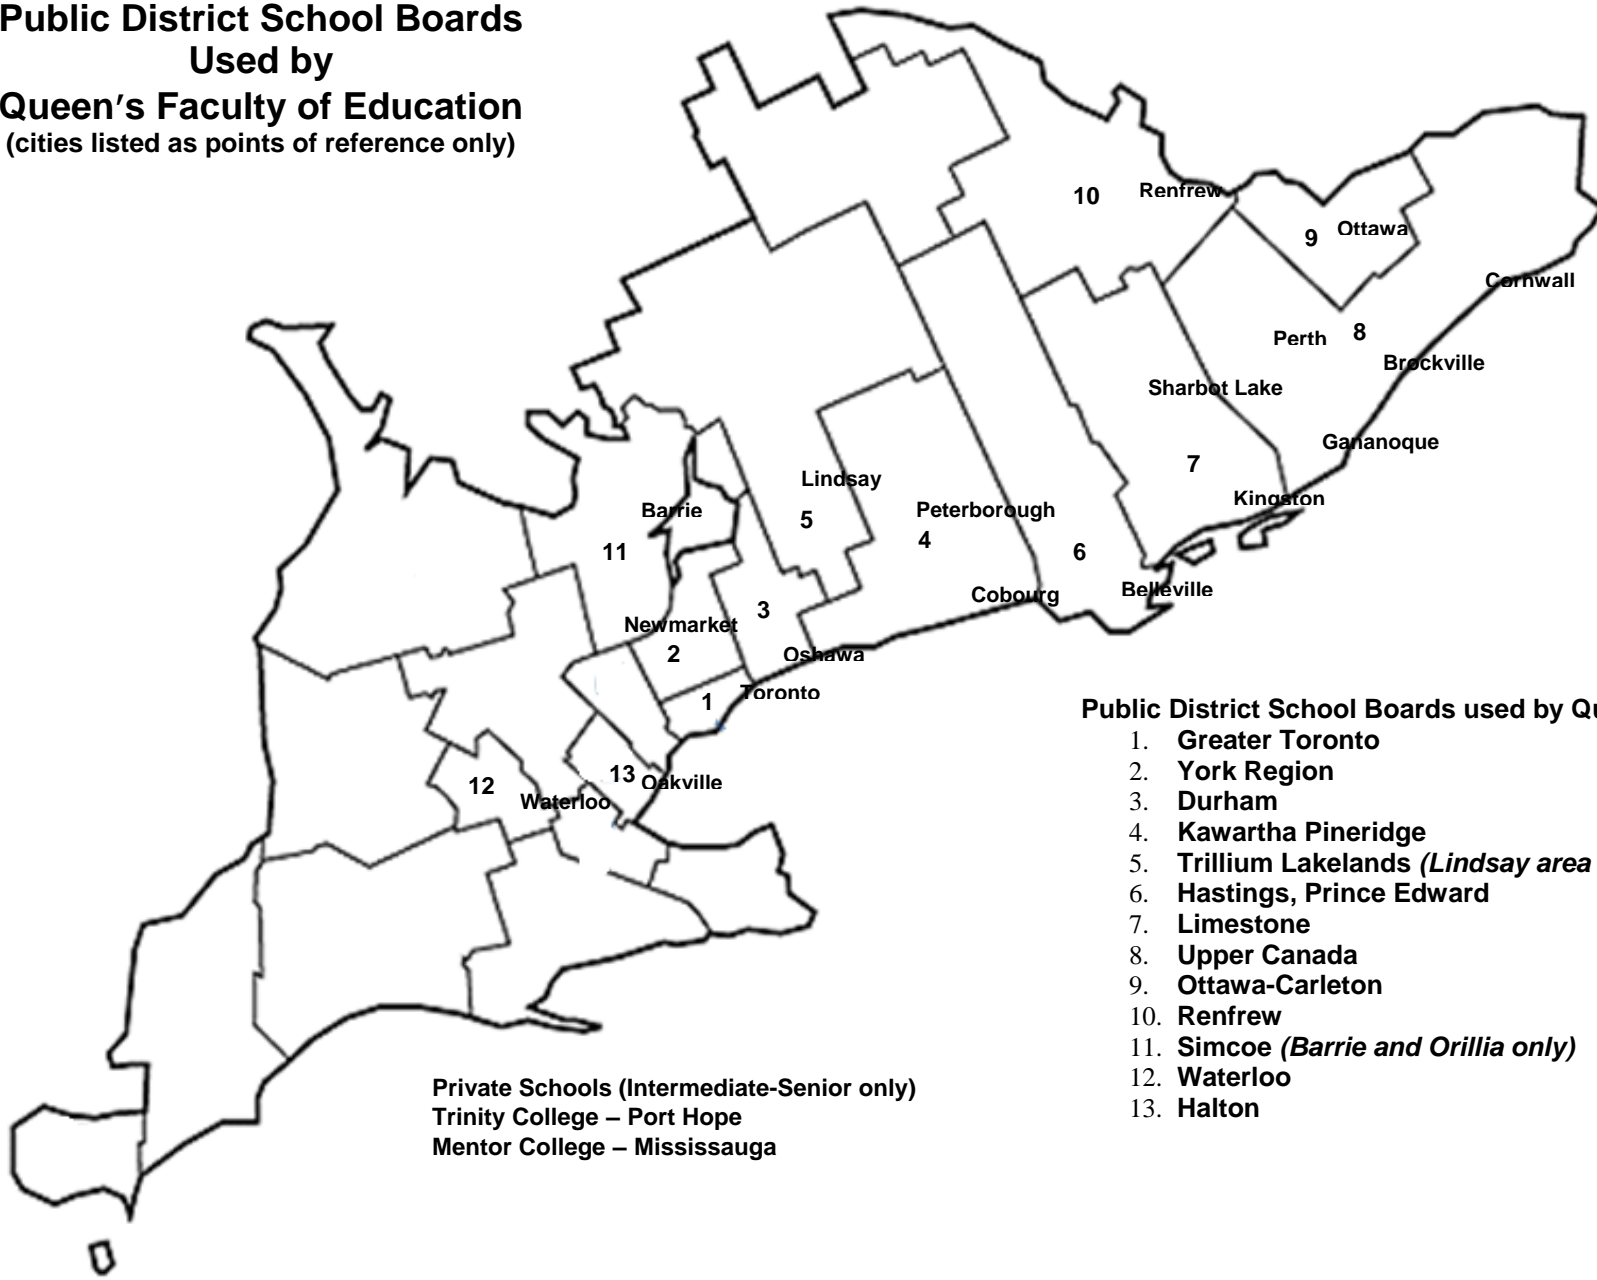 Public District School Boards
Used by
Queen's Faculty of Education
(cities listed as points of reference only)
10
Renfrew
9
Ottawa
Cornwall
Perth
8
Brockville
Sharbot Lake
Gananoque
7
Kingston
Lindsay
Barrie
5
Peterborough
4
11
6
Cobourg
Belleville
3
Newmarket
2
Oshawa
1
Toronto
13
Oakville
12
Waterloo
Public District School Boards used by
1. Greater Toronto
2. York Region
3. Durham
4. Kawartha Pineridge
5. Trillium Lakelands (Lindsay area
6. Hastings, Prince Edward
7. Limestone
8. Upper Canada
9. Ottawa-Carleton
10. Renfrew
11. Simcoe (Barrie and Orillia only)
12. Waterloo
13. Halton
Private Schools (Intermediate-Senior only)
Trinity College – Port Hope
Mentor College – Mississauga